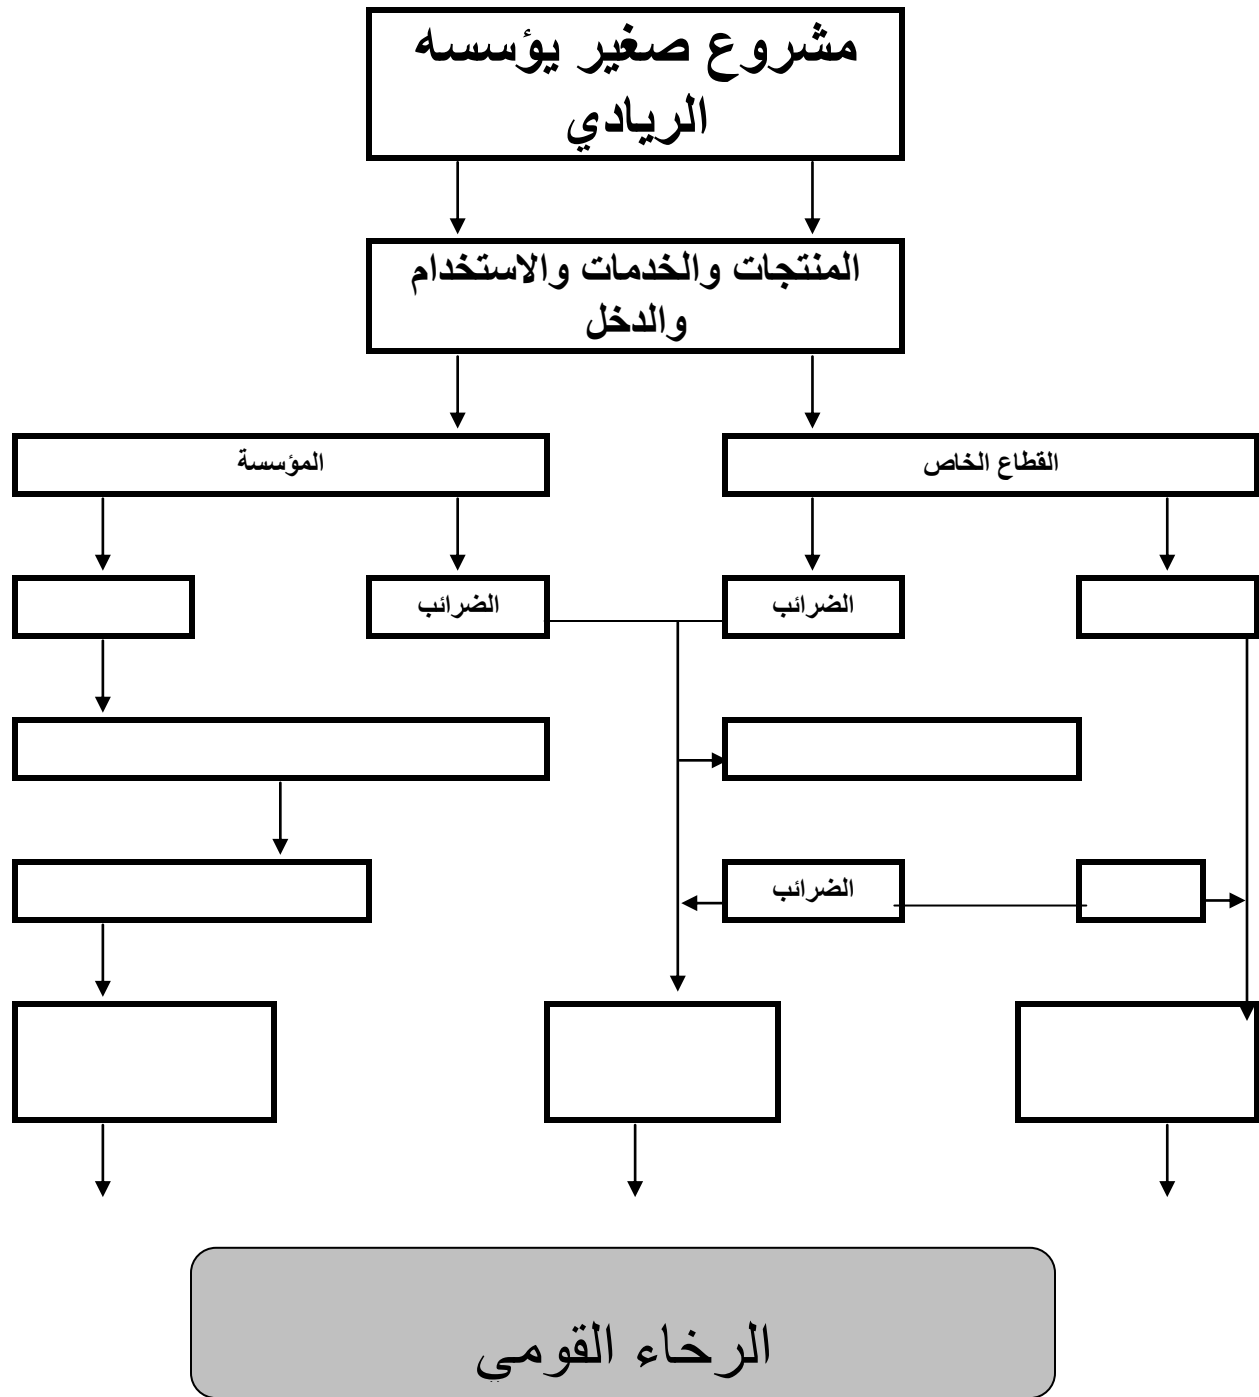 مشروع صغير يؤسسه
الريادي
المنتجات والخدمات والاستخدام
والدخل
القطاع الخاص
المؤسسة
الضرائب
الضرائب
الضرائب
الرخاء القومي